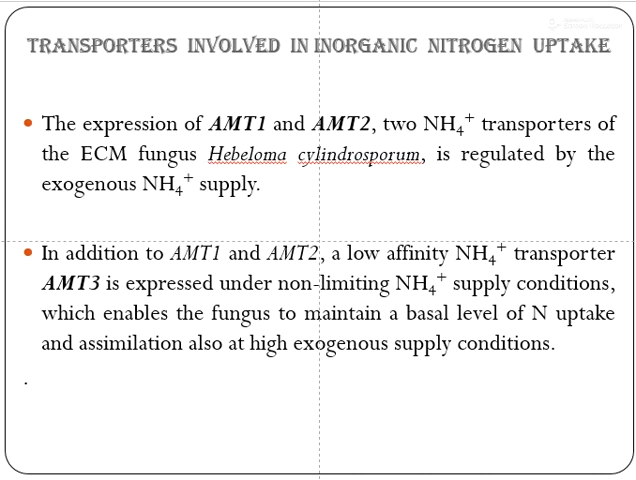 TRANSPORTERS INVOLVED IN INORGANIC NITROGEN UPTAKE
• The expression of AMT1 and AMT2, two NH₄⁺ transporters of
the ECM fungus Hebeloma cylindrosporum, is regulated by the
exogenous NH₄⁺ supply.
• In addition to AMT1 and AMT2, a low affinity NH₄⁺ transporter
AMT3 is expressed under non-limiting NH₄⁺ supply conditions,
which enables the fungus to maintain a basal level of N uptake
and assimilation also at high exogenous supply conditions.
.